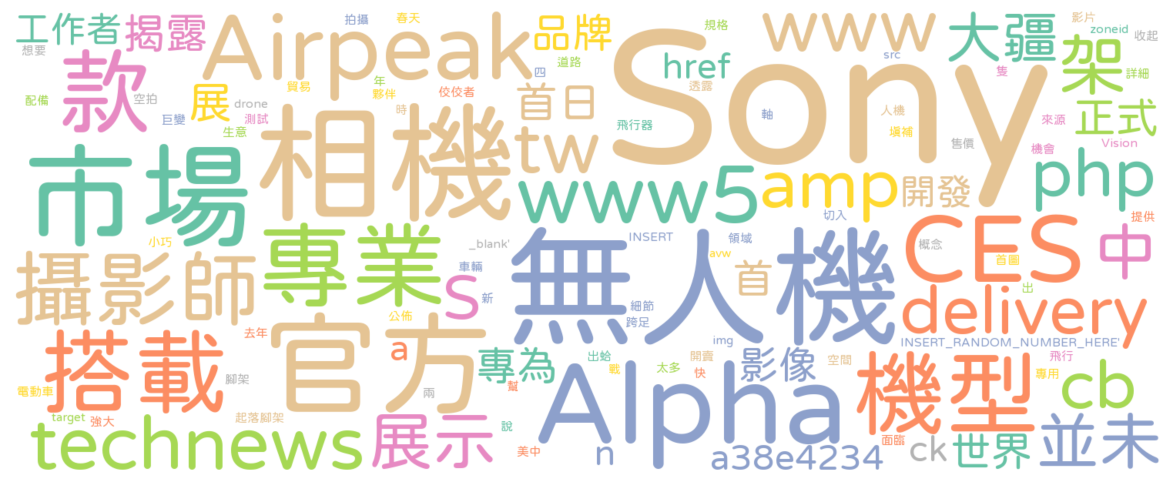 工作者
揭露
Airpeak
拍攝
春天
品牌
規格
www
大疆
影片
zoneid
收起
想要
款
四
道路
src
Sony
href
架
隻
詳細
配備
空拍
展
貿易
年
夥伴
佼佼者
首日
透露
drone
巨變
測試
生意
時
相機
tw
飛行器
軸
人機
填補
來源
正式
售價
機會
Vision
市場
www5
amp
開發
php
提供
切入
小巧
專業
_blank'
INSERT
領域
CES
概念
中
攝影師
車輛
S
新
無人機
avw
首
首圖
出
細節
跨足
delivery
公佈
官方
去年
搭載
a
img
INSERT_RANDOM_NUMBER_HERE'
專為
出蛤
影像
開賣
空間
機型
飛行
電動車
腳架
兩
戰
太多
快
幫
專用
cb
Alpha
target
強大
起落腳架
technews
展示
說
美中
n
a38e4234
面臨
ck
世界
並未